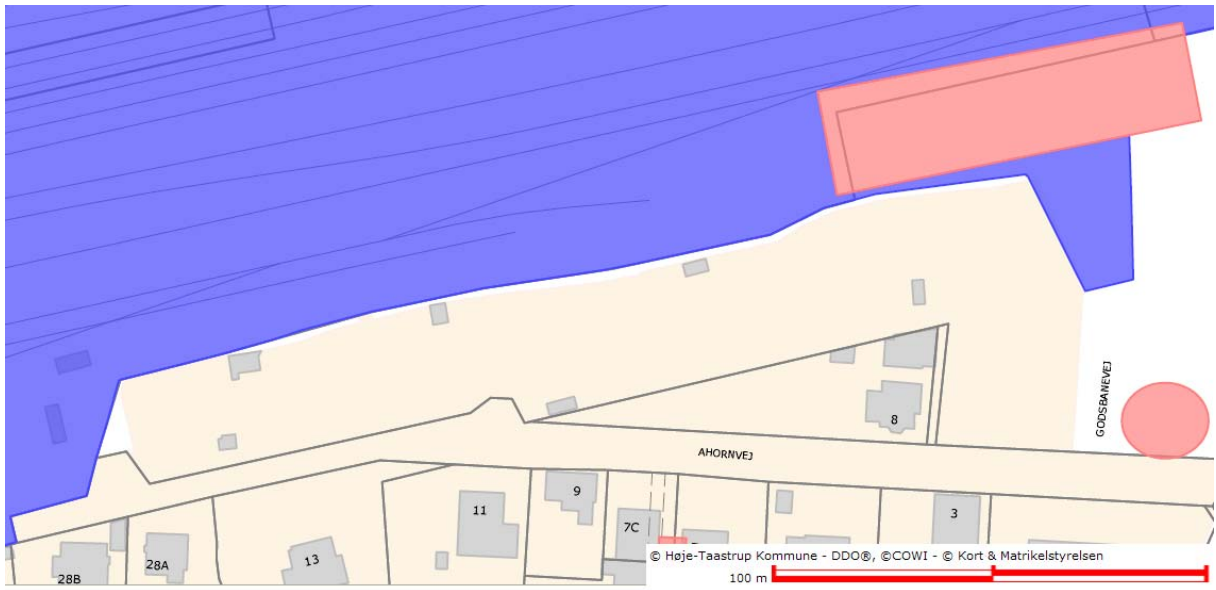 GODSBANEVEJ
8
AHORNVEJ
9
11
7C
3
13
28A
28B
© Høje-Taastrup Kommune - DDO®, ©COWI - © Kort & Matrikelstyrelsen
100 m